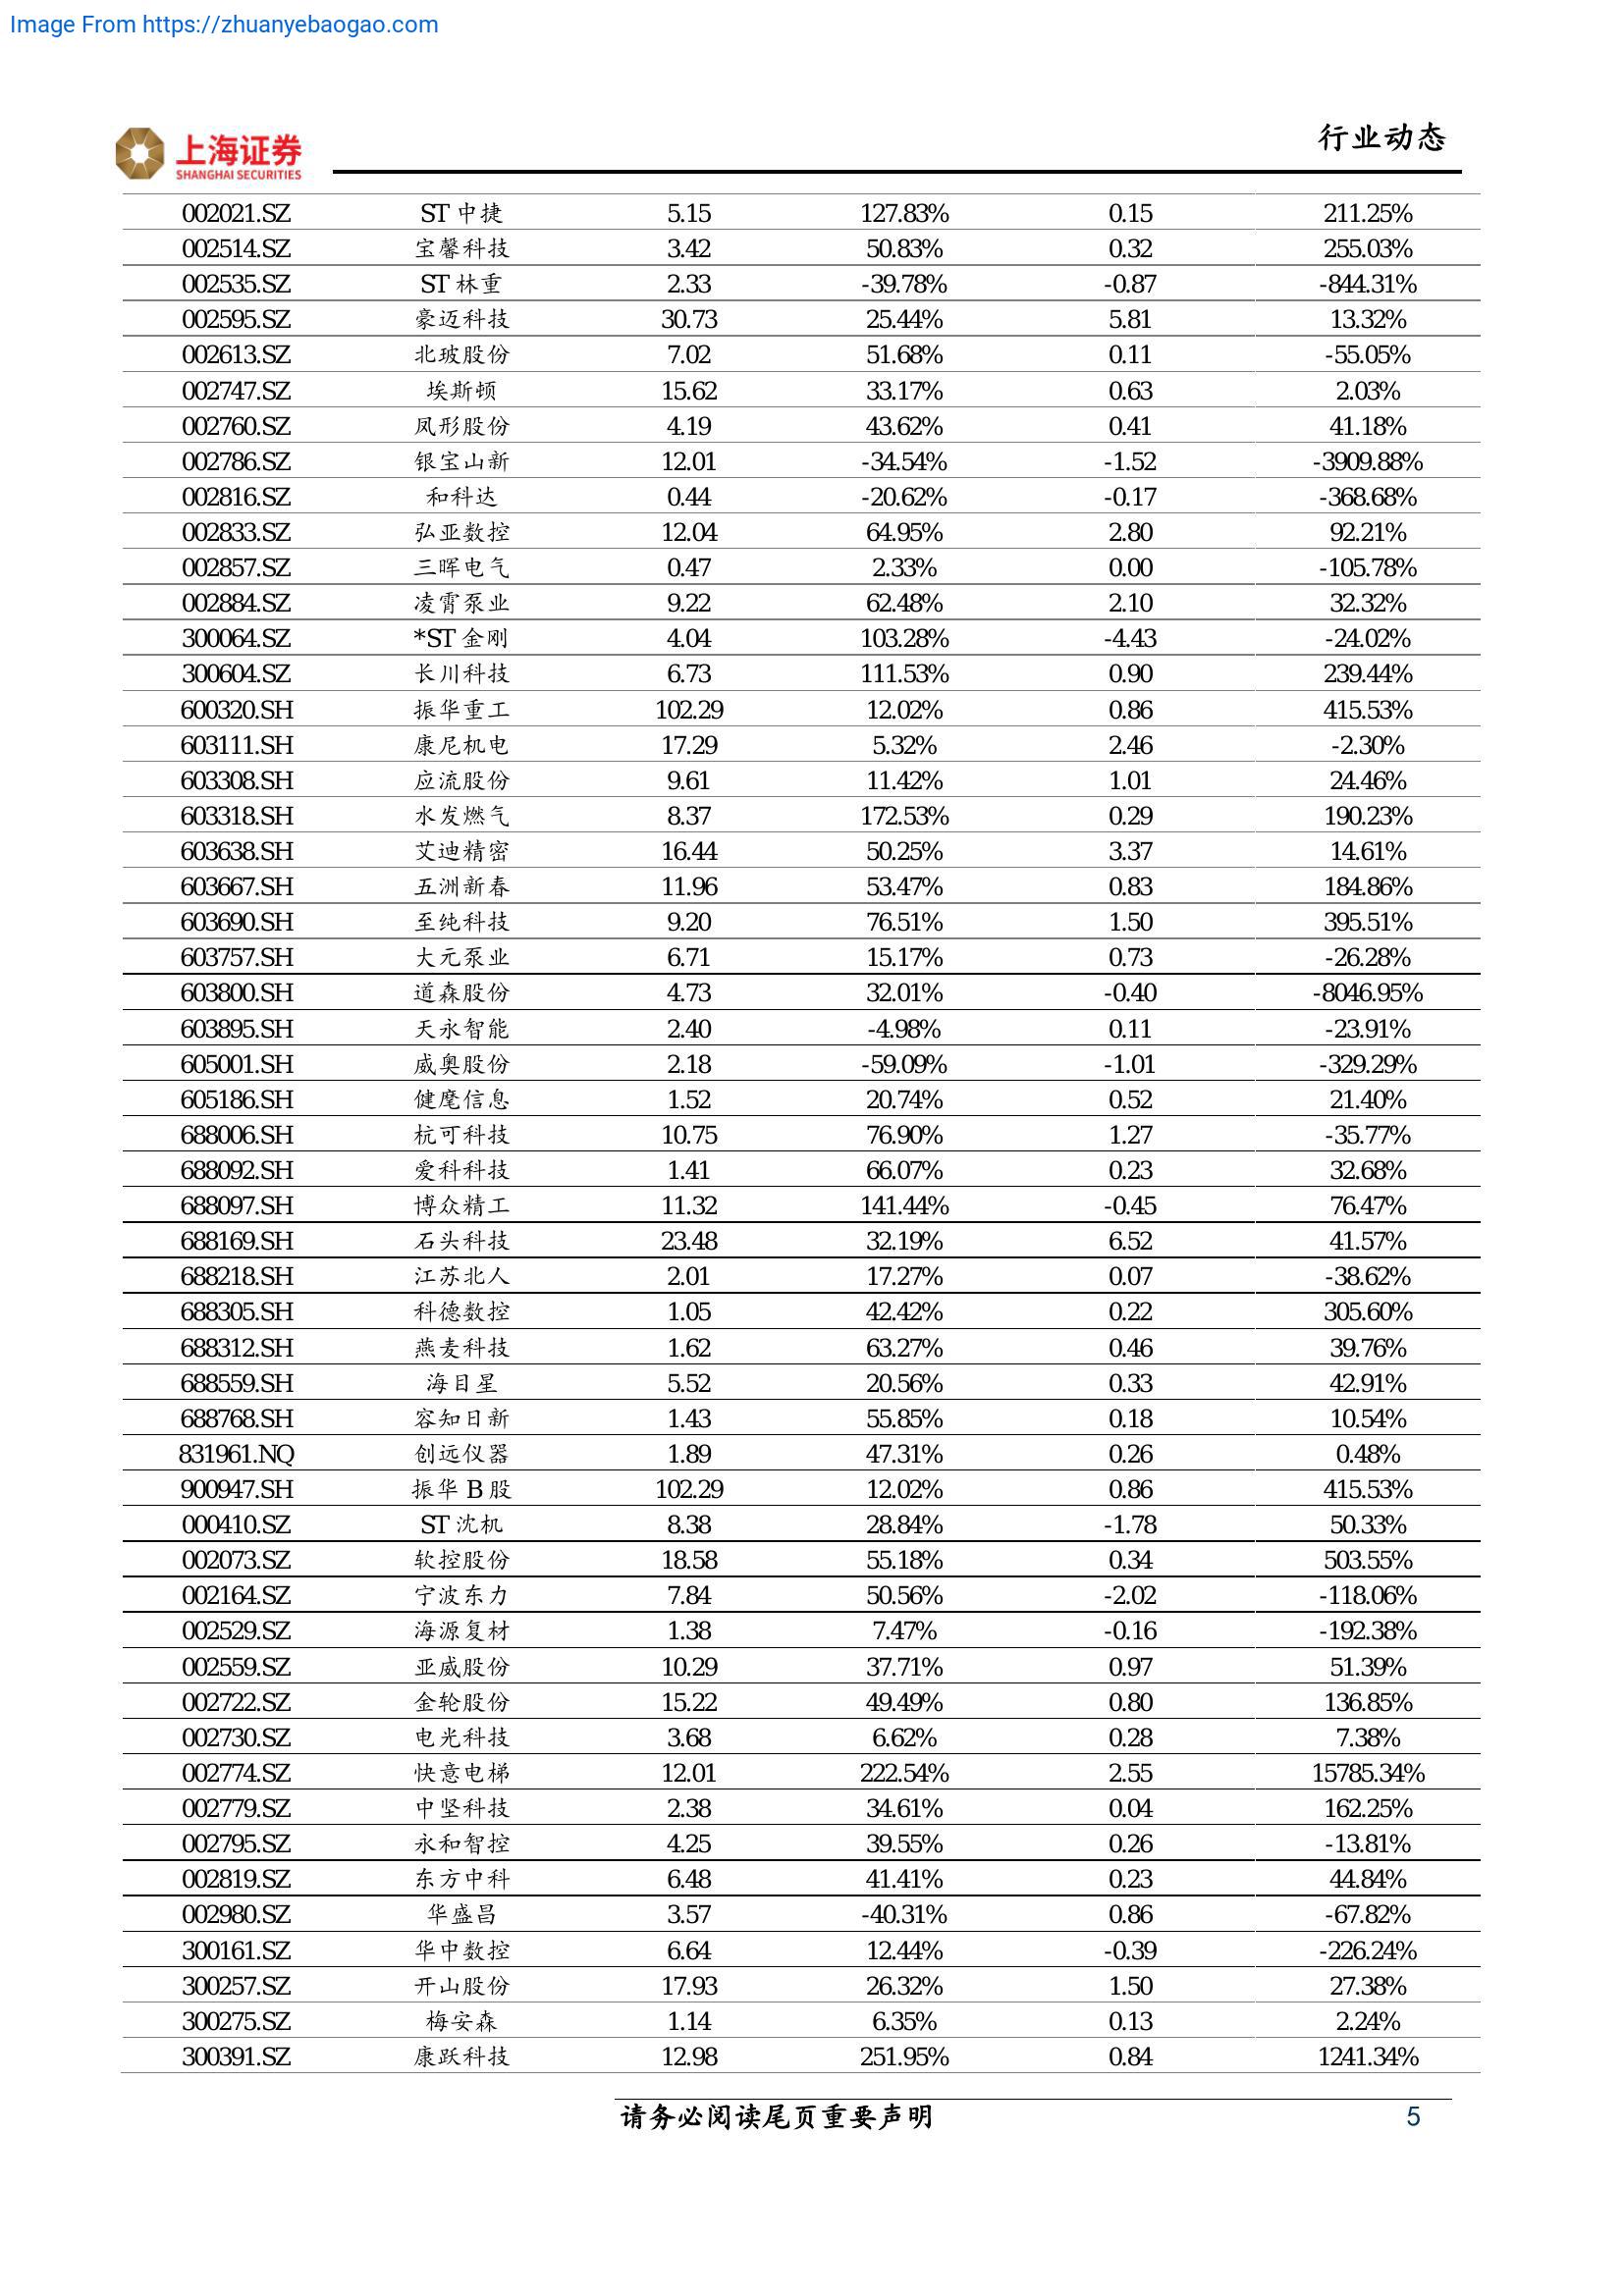 Image From https://zhuanyebaogao.com
上海证券
SHANGHAI SECURITIES
行业动态
002021.SZ ST 中捷 5.15 127.83% 0.15 211.25%
002514.SZ 宝馨科技 3.42 50.83% 0.32 255.03%
002535.SZ ST 林重 2.33 -39.78% -0.87 -844.31%
002595.SZ 豪迈科技 30.73 25.44% 5.81 13.32%
002613.SZ 北玻股份 7.02 51.68% 0.11 -55.05%
002747.SZ 埃斯顿 15.62 33.17% 0.63 2.03%
002760.SZ 凤形股份 4.19 43.62% 0.41 41.18%
002786.SZ 银宝山新 12.01 -34.54% -1.52 -3909.88%
002816.SZ 和科达 0.44 -20.62% -0.17 -368.68%
002833.SZ 弘亚数控 12.04 64.95% 2.80 92.21%
002857.SZ 三晖电气 0.47 2.33% 0.00 -105.78%
002884.SZ 凌霄泵业 9.22 62.48% 2.10 32.32%
300064.SZ *ST 金刚 4.04 103.28% -4.43 -24.02%
300604.SZ 长川科技 6.73 111.53% 0.90 239.44%
600320.SH 振华重工 102.29 12.02% 0.86 415.53%
603111.SH 康尼机电 17.29 5.32% 2.46 -2.30%
603308.SH 应流股份 9.61 11.42% 1.01 24.46%
603318.SH 水发燃气 8.37 172.53% 0.29 190.23%
603638.SH 艾迪精密 16.44 50.25% 3.37 14.61%
603667.SH 五洲新春 11.96 53.47% 0.83 184.86%
603690.SH 至纯科技 9.20 76.51% 1.50 395.51%
603757.SH 大元泵业 6.71 15.17% 0.73 -26.28%
603800.SH 道森股份 4.73 32.01% -0.40 -8046.95%
603895.SH 天永智能 2.40 -4.98% 0.11 -23.91%
605001.SH 威奥股份 2.18 -59.09% -1.01 -329.29%
605186.SH 健麾信息 1.52 20.74% 0.52 21.40%
688006.SH 杭可科技 10.75 76.90% 1.27 -35.77%
688092.SH 爱科科技 1.41 66.07% 0.23 32.68%
688097.SH 博众精工 11.32 141.44% -0.45 76.47%
688169.SH 石头科技 23.48 32.19% 6.52 41.57%
688218.SH 江苏北人 2.01 17.27% 0.07 -38.62%
688305.SH 科德数控 1.05 42.42% 0.22 305.60%
688312.SH 燕麦科技 1.62 63.27% 0.46 39.76%
688559.SH 海目星 5.52 20.56% 0.33 42.91%
688768.SH 容知日新 1.43 55.85% 0.18 10.54%
831961.NQ 创远仪器 1.89 47.31% 0.26 0.48%
900947.SH 振华 B 股 102.29 12.02% 0.86 415.53%
000410.SZ ST 沈机 8.38 28.84% -1.78 50.33%
002073.SZ 软控股份 18.58 55.18% 0.34 503.55%
002164.SZ 宁波东力 7.84 50.56% -2.02 -118.06%
002529.SZ 海源复材 1.38 7.47% -0.16 -192.38%
002559.SZ 亚威股份 10.29 37.71% 0.97 51.39%
002722.SZ 金轮股份 15.22 49.49% 0.80 136.85%
002730.SZ 电光科技 3.68 6.62% 0.28 7.38%
002774.SZ 快意电梯 12.01 222.54% 2.55 15785.34%
002779.SZ 中坚科技 2.38 34.61% 0.04 162.25%
002795.SZ 永和智控 4.25 39.55% 0.26 -13.81%
002819.SZ 东方中科 6.48 41.41% 0.23 44.84%
002980.SZ 华盛昌 3.57 -40.31% 0.86 -67.82%
300161.SZ 华中数控 6.64 12.44% -0.39 -226.24%
300257.SZ 开山股份 17.93 26.32% 1.50 27.38%
300275.SZ 梅安森 1.14 6.35% 0.13 2.24%
300391.SZ 康跃科技 12.98 251.95% 0.84 1241.34%
请务必阅读尾页重要声明 5